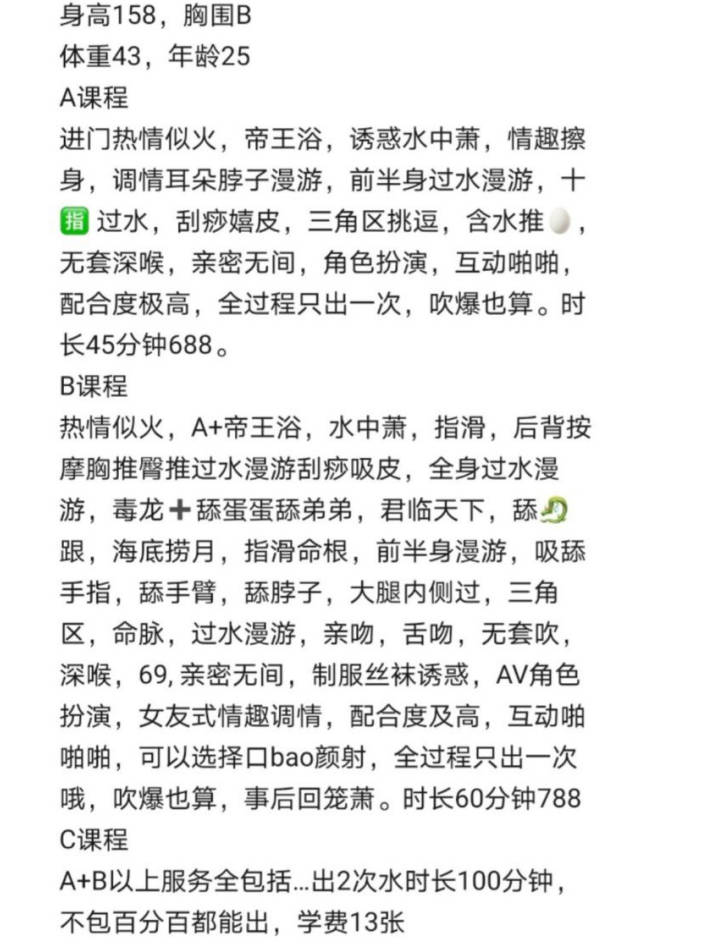 身高158，胸围B
体重43，年龄25
A课程
进门热情似火，帝王浴，诱惑水中萧，情趣擦
身，调情耳朵脖子漫游，前半身过水漫游，十
指过水，刮痧嬉皮，三角区挑逗，含水推🥚，
无套深喉，亲密无间，角色扮演，互动啪啪，
配合度极高，全过程只出一次，吹爆也算。时
长45分钟688。
B课程
热情似火，A+帝王浴，水中萧，指滑，后背按
摩胸推臀推过水漫游刮痧吸皮，全身过水漫
游，毒龙➕舔蛋蛋舔弟弟，君临天下，舔🐲
跟，海底捞月，指滑命根，前半身漫游，吸舔
手指，舔手臂，舔脖子，大腿内侧过，三角
区，命脉，过水漫游，亲吻，舌吻，无套吹，
深喉，69, 亲密无间，制服丝袜诱惑，AV角色
扮演，女友式情趣调情，配合度及高，互动啪
啪啪，可以选择口bao颜射，全过程只出一次
哦，吹爆也算，事后回笼萧。时长60分钟788
C课程
A+B以上服务全包括...出2次水时长100分钟，
不包百分百都能出，学费13张